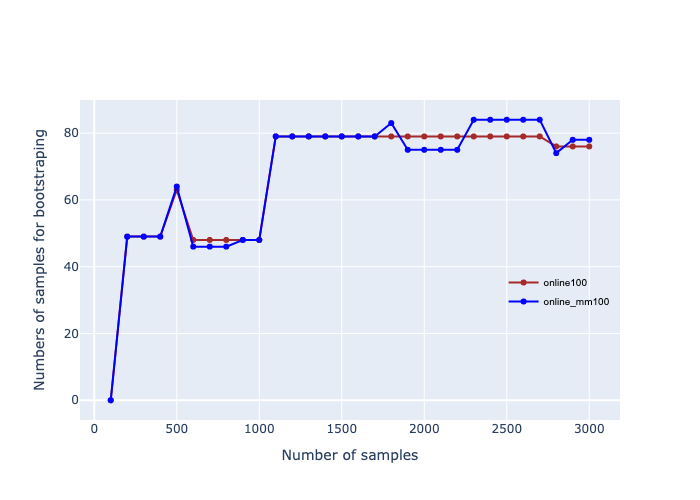 80
60
40
20
0
0 500 1000 1500 2000 2500 3000
Numbers of samples for bootstraping
Number of samples
online100
online_mm100